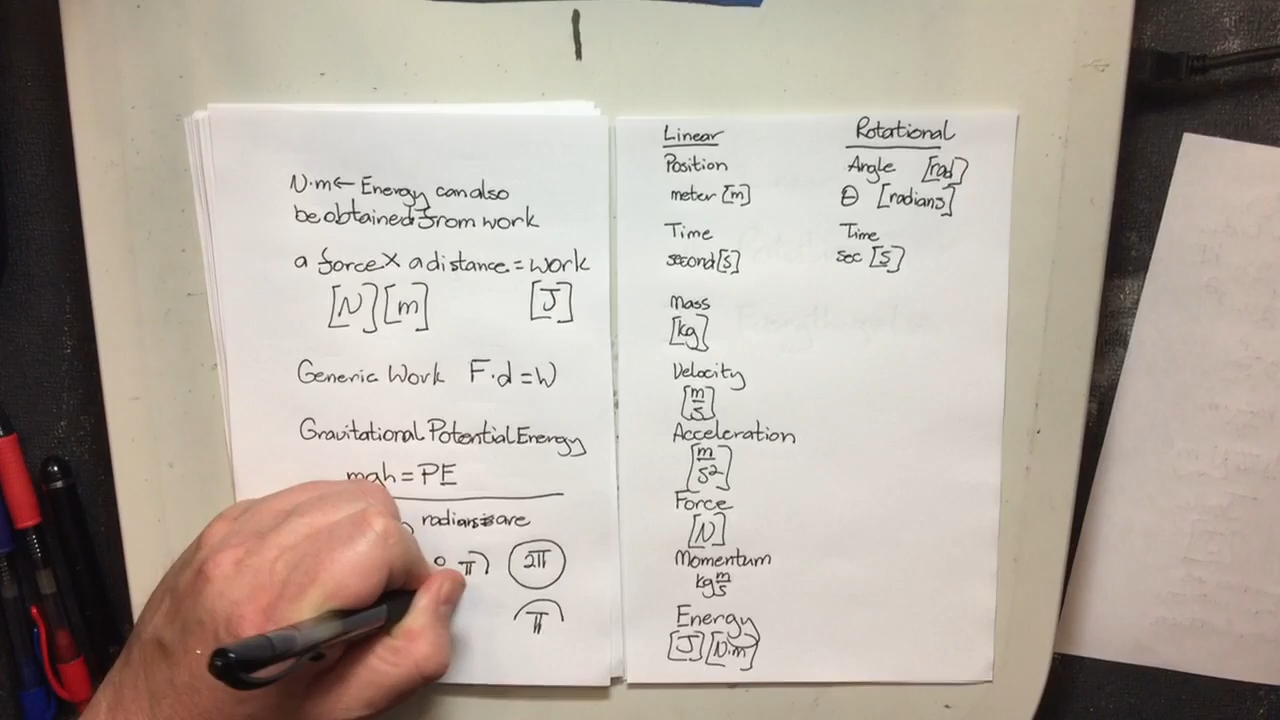 N·m← Energy can also
be obtained from work
a force × a distance = work
[N][m] [J]
Generic Work F·d=W
Gravitational Potential Energy
mgh = PE
radians are
π 2π
π
Linear
Position
meter [m]
Time
second [s]
Mass
[kg]
Velocity
[m/s]
Acceleration
[m/s²]
Force
[N]
Momentum
kg m/s
Energy
[J] [N·m]
Rotational
Angle [rad]
θ [radians]
Time
sec [s]